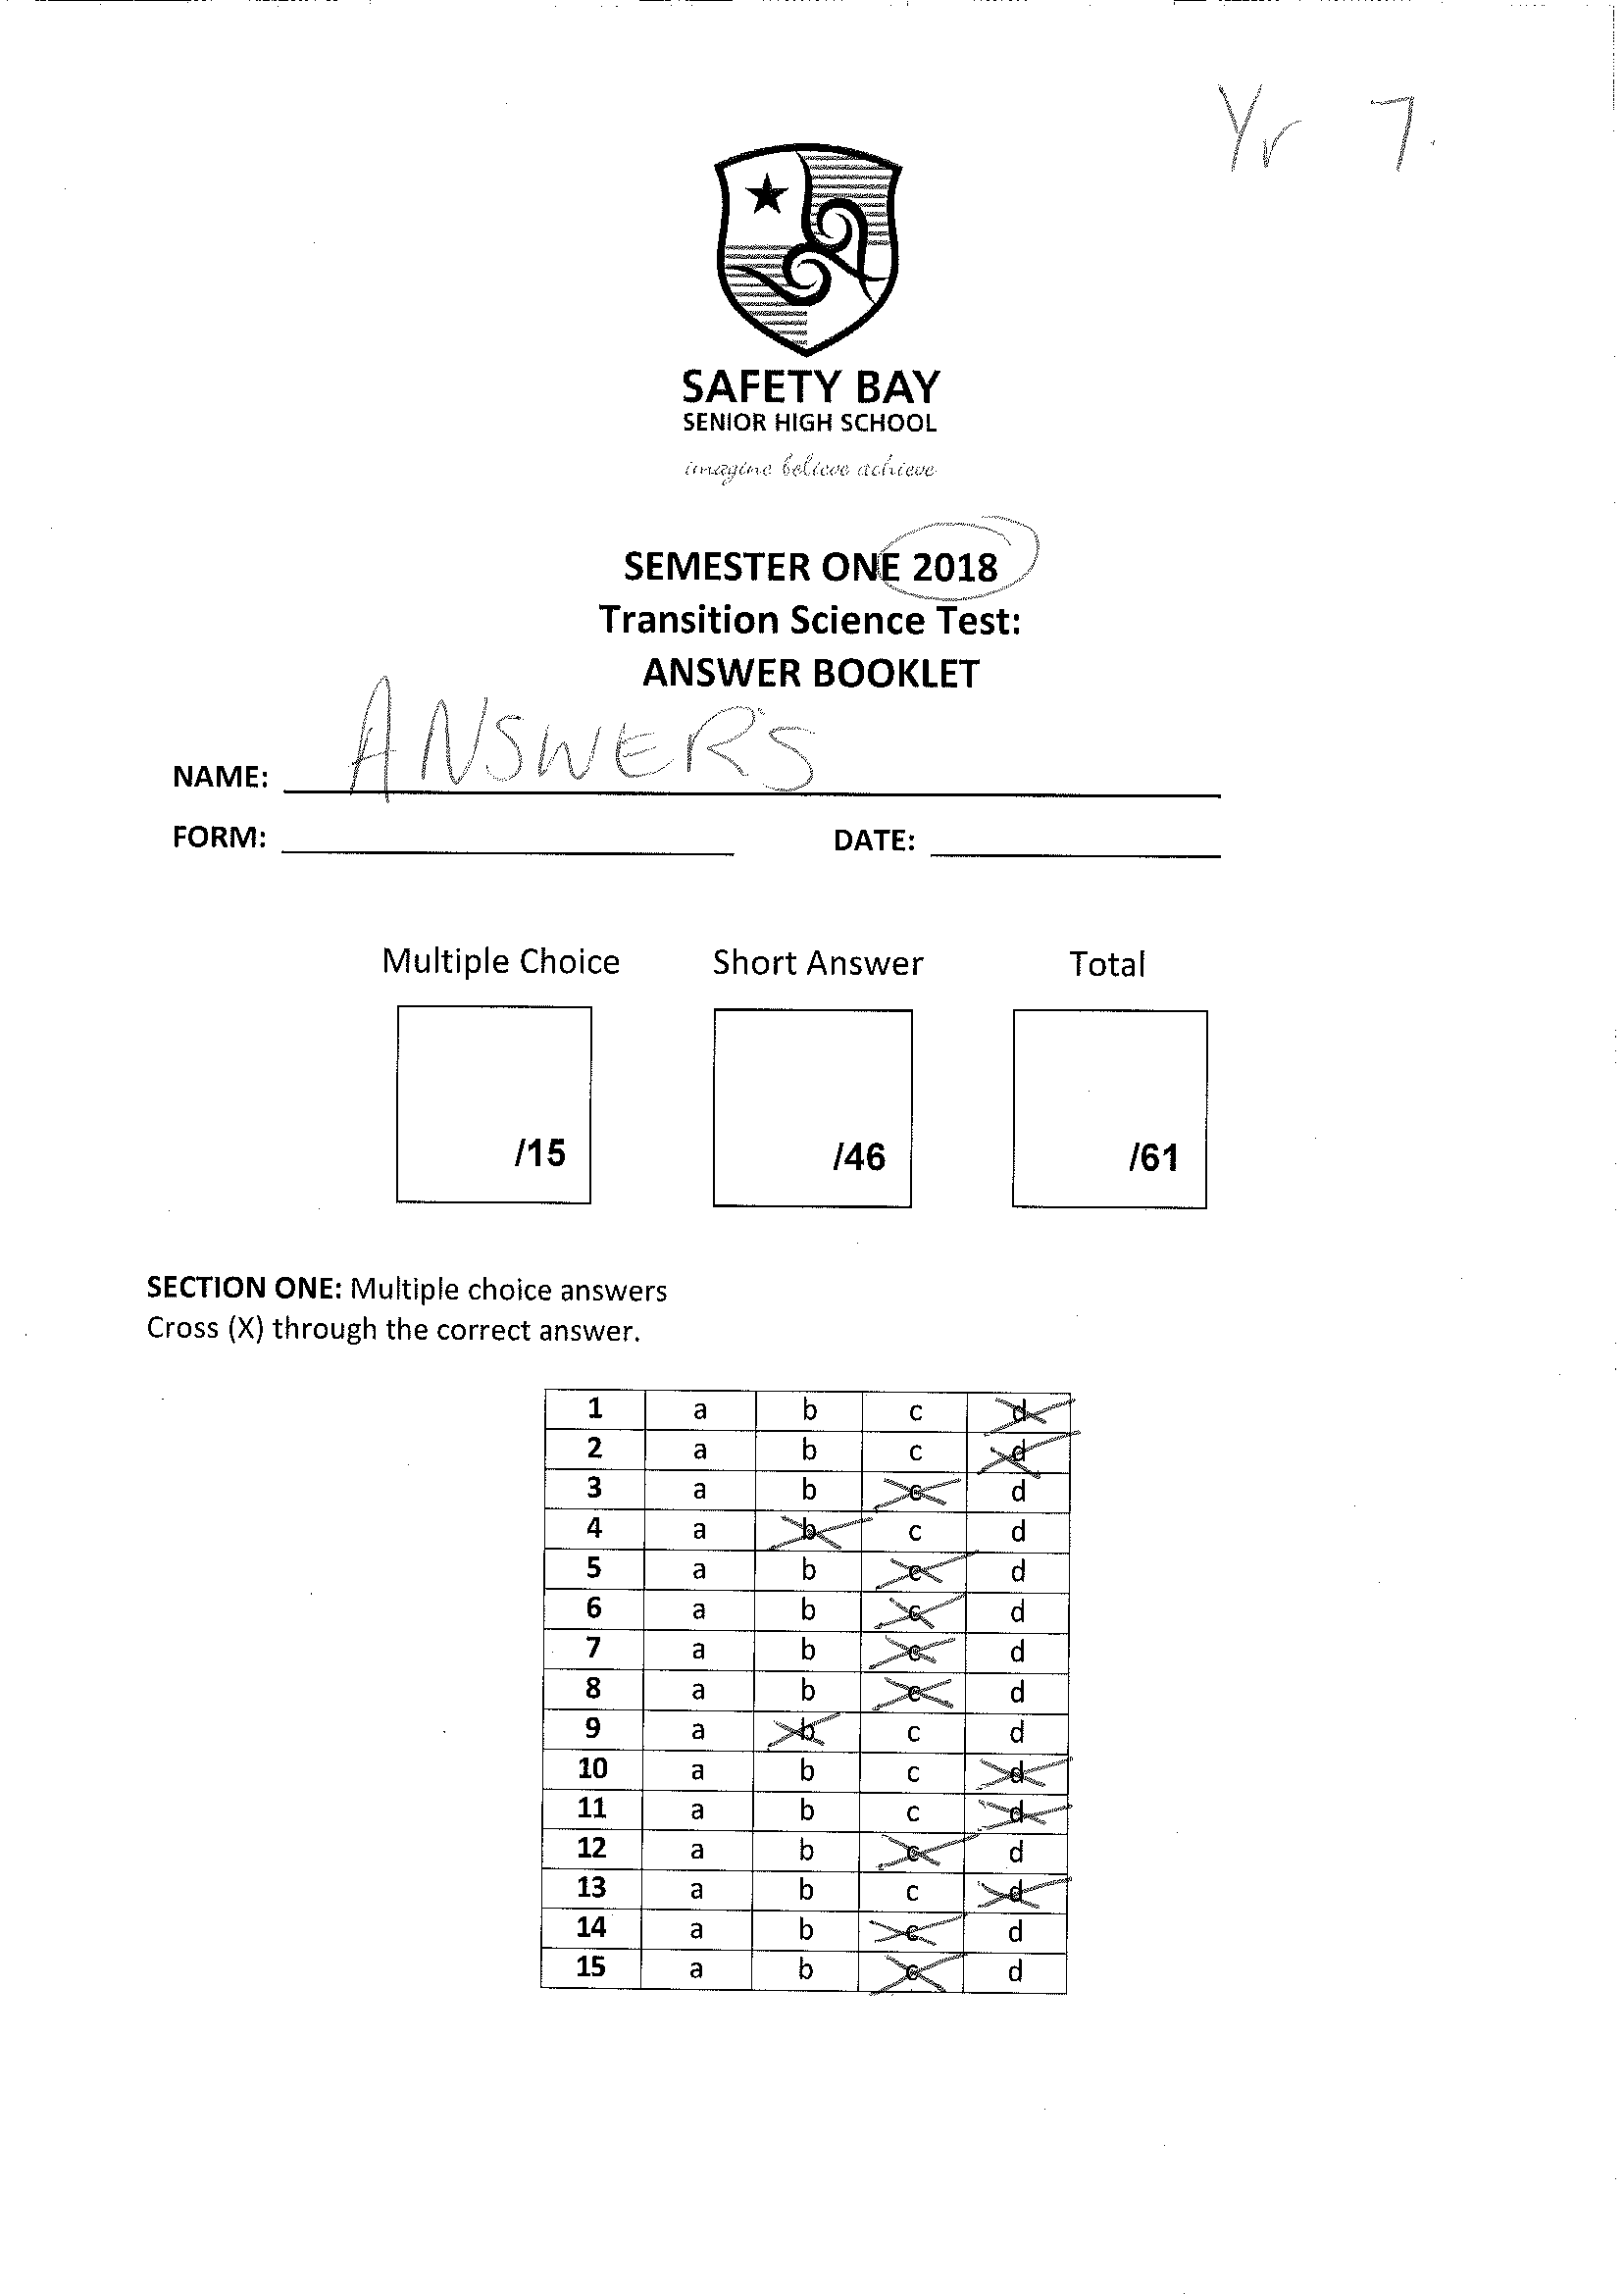 Yr 7.
SAFETY BAY
SENIOR HIGH SCHOOL
imagine believe achieve
SEMESTER ONE 2018
Transition Science Test:
ANSWER BOOKLET
NAME: ANSWERS
FORM: DATE:
Multiple Choice Short Answer Total
/15 /46 /61
SECTION ONE: Multiple choice answers
Cross (X) through the correct answer.
1 a b c d
2 a b c d
3 a b c d
4 a b c d
5 a b c d
6 a b c d
7 a b c d
8 a b c d
9 a b c d
10 a b c d
11 a b c d
12 a b c d
13 a b c d
14 a b c d
15 a b c d